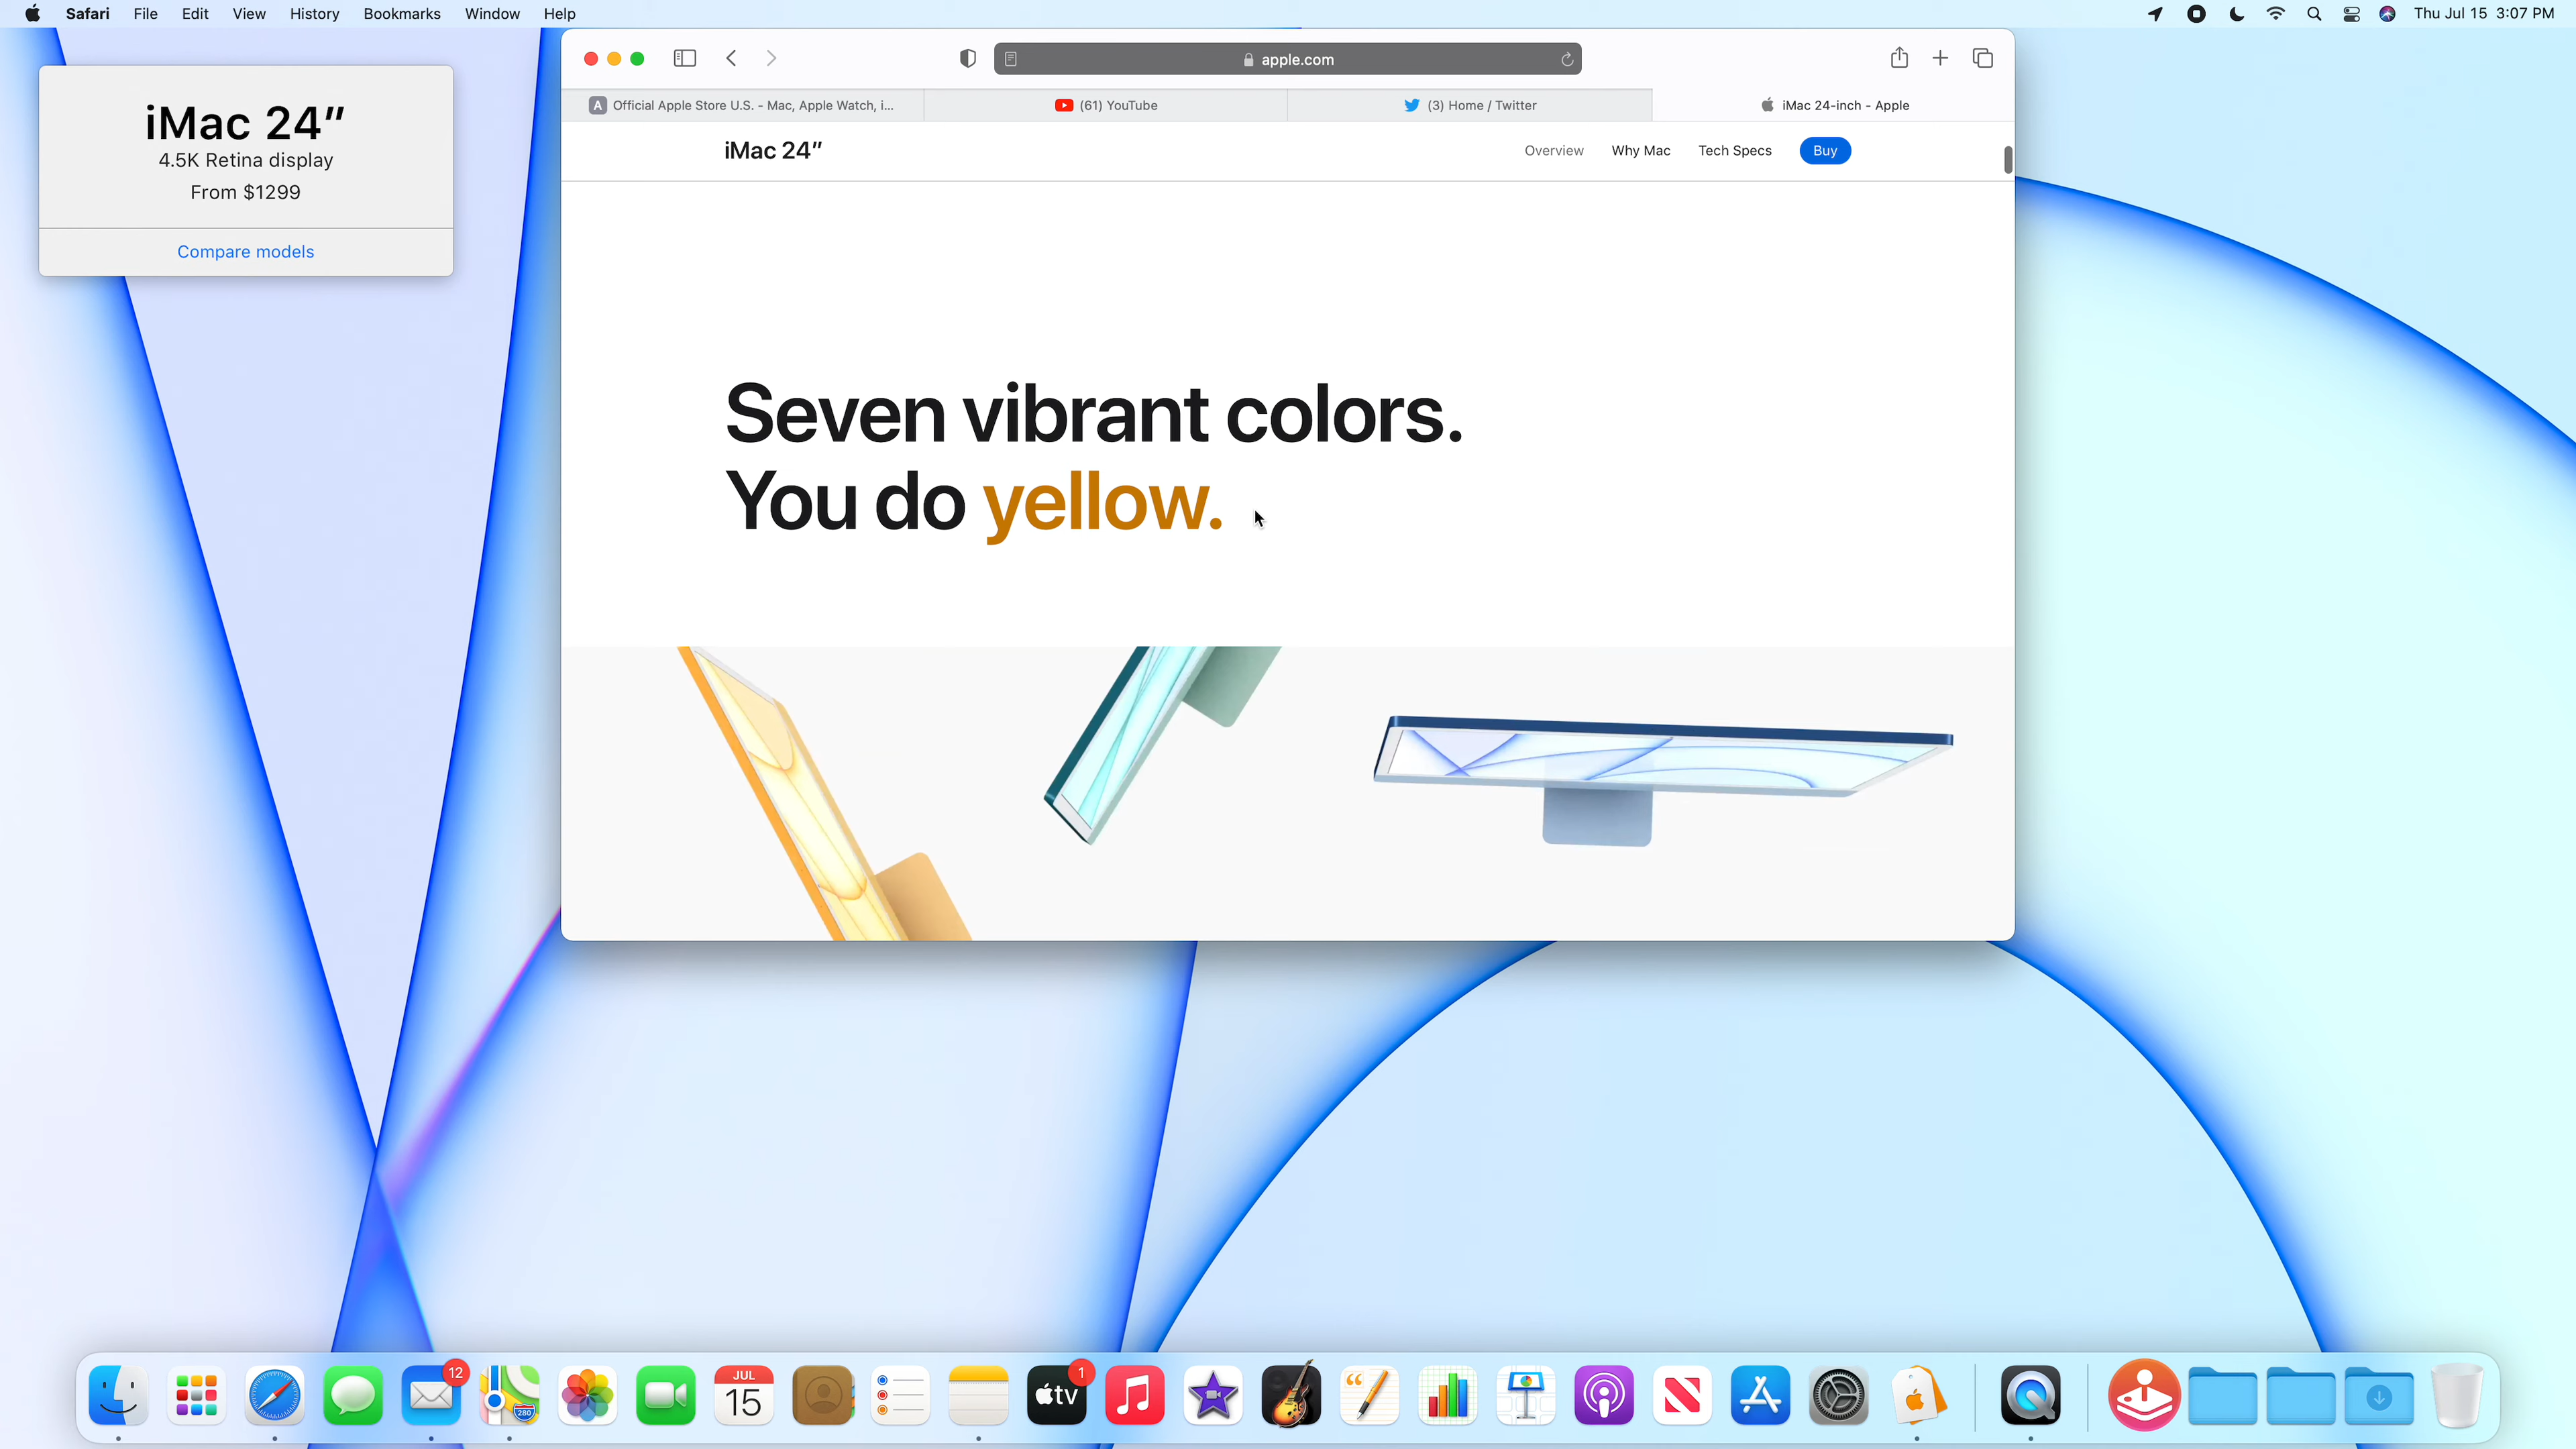 Safari File Edit View History Bookmarks Window Help
Thu Jul 15 3:07 PM
iMac 24″
4.5K Retina display
From $1299
Compare models
apple.com
A Official Apple Store U.S. - Mac, Apple Watch, i...
(61) YouTube
(3) Home / Twitter
iMac 24-inch - Apple
iMac 24″
Overview Why Mac Tech Specs Buy
Seven vibrant colors.
You do yellow.
12
280
JUL
15
tv
1